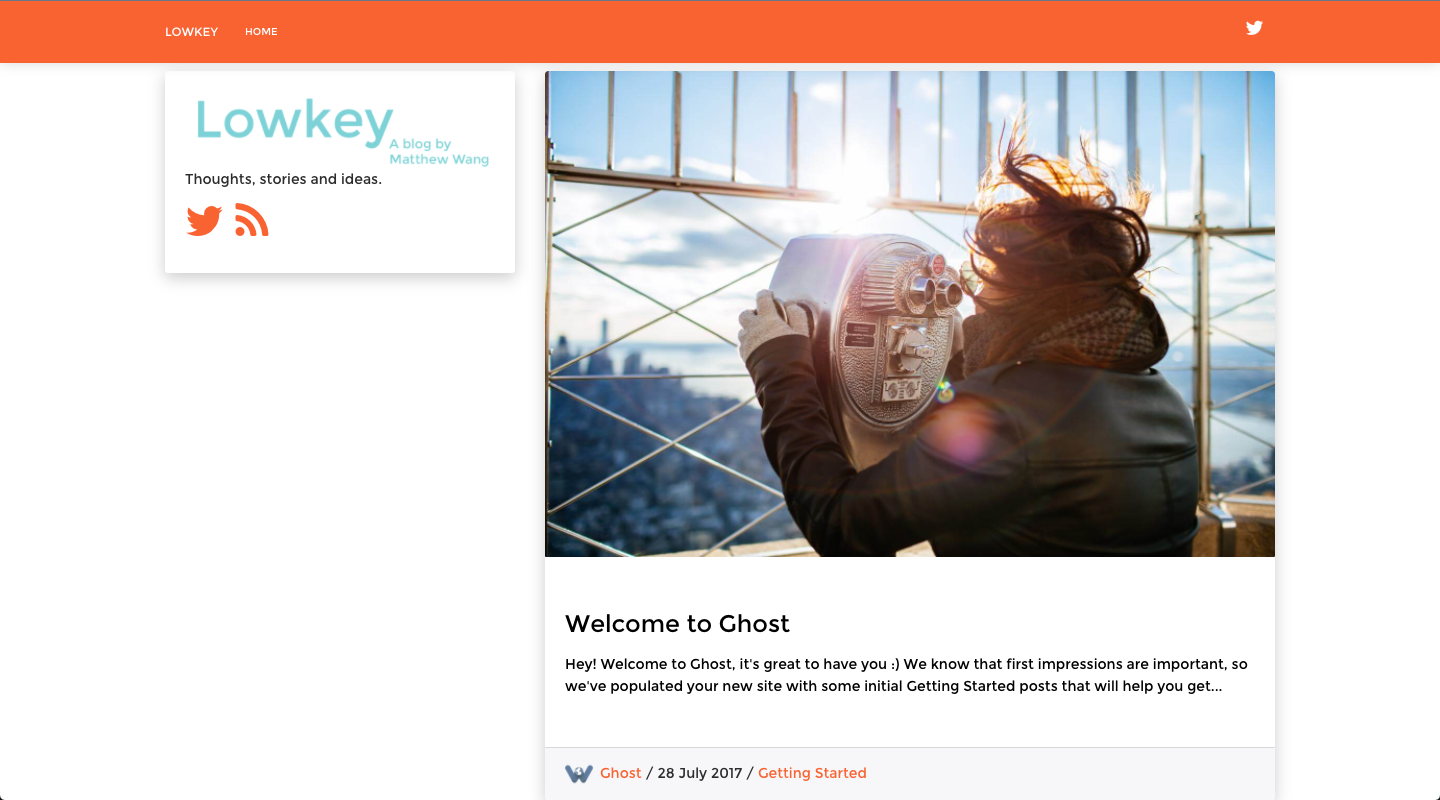 LOWKEY HOME
Lowkey
A blog by
Matthew Wang
Thoughts, stories and ideas.
Welcome to Ghost
Hey! Welcome to Ghost, it's great to have you :) We know that first impressions are important, so
we've populated your new site with some initial Getting Started posts that will help you get...
Ghost / 28 July 2017 / Getting Started